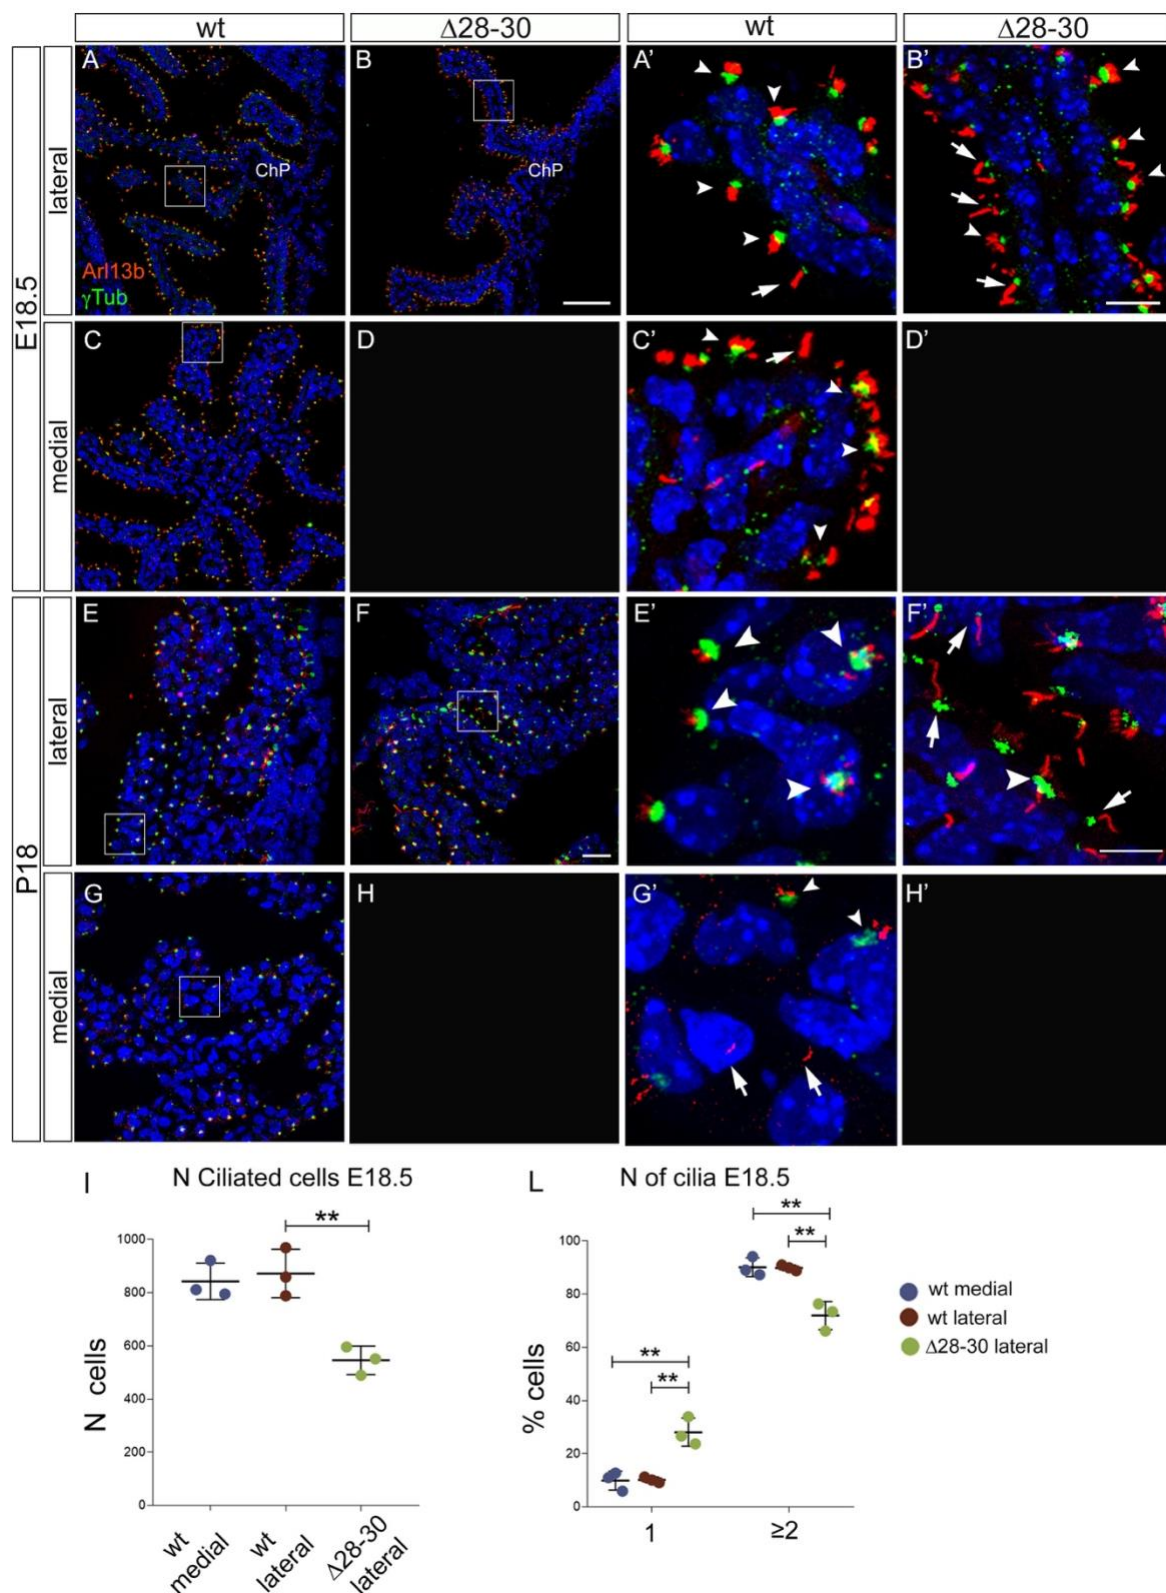 wt
Δ28-30
wt
Δ28-30
E18.5
lateral
A
ChP
Arl13b
γTub
B
ChP
A'
B'
medial
C
D
C'
D'
P18
lateral
E
F
E'
F'
medial
G
H
G'
H'
I
N Ciliated cells E18.5
**
1000
800
600
400
200
0
N cells
wt medial
wt lateral
Δ28-30 lateral
L
N of cilia E18.5
**
**
**
**
100
80
60
40
20
0
% cells
1
≥2
wt medial
wt lateral
Δ28-30 lateral